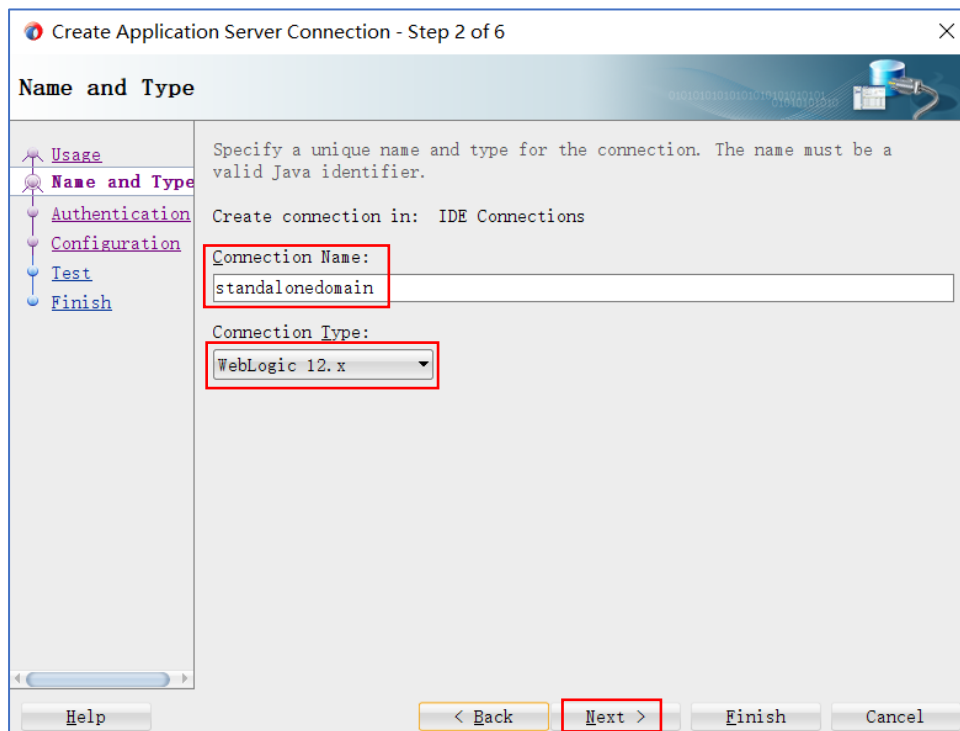 Create Application Server Connection - Step 2 of 6
Name and Type
Usage
Name and Type
Authentication
Configuration
Test
Finish
Specify a unique name and type for the connection. The name must be a
valid Java identifier.
Create connection in: IDE Connections
Connection Name:
standalonedomain
Connection Type:
WebLogic 12.x
Help
< Back
Next >
Finish
Cancel